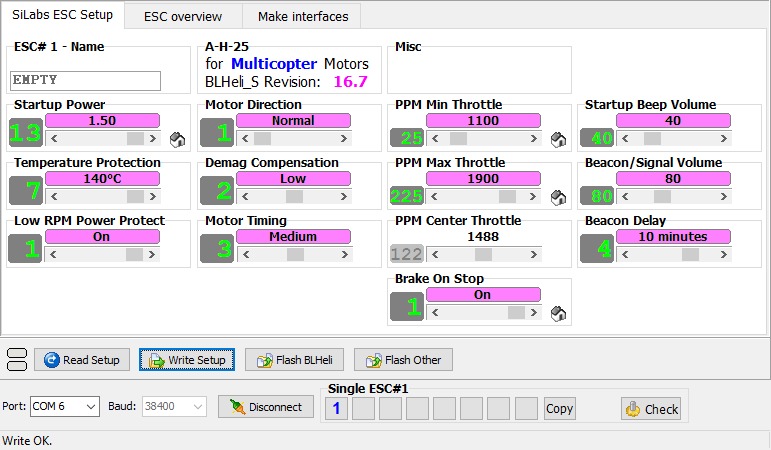 SiLabs ESC Setup
ESC overview
Make interfaces
ESC# 1 - Name
EMPTY
A-H-25
for Multicopter Motors
BLHeli_S Revision: 16.7
Misc
Startup Power
13
1.50
Motor Direction
1
Normal
PPM Min Throttle
25
1100
Startup Beep Volume
40
40
Temperature Protection
7
140°C
Demag Compensation
2
Low
PPM Max Throttle
225
1900
Beacon/Signal Volume
80
80
Low RPM Power Protect
1
On
Motor Timing
3
Medium
PPM Center Throttle
122
1488
Beacon Delay
4
10 minutes
Brake On Stop
1
On
Read Setup
Write Setup
Flash BLHeli
Flash Other
Single ESC#1
Port: COM 6
Baud: 38400
Disconnect
1
Copy
Check
Write OK.